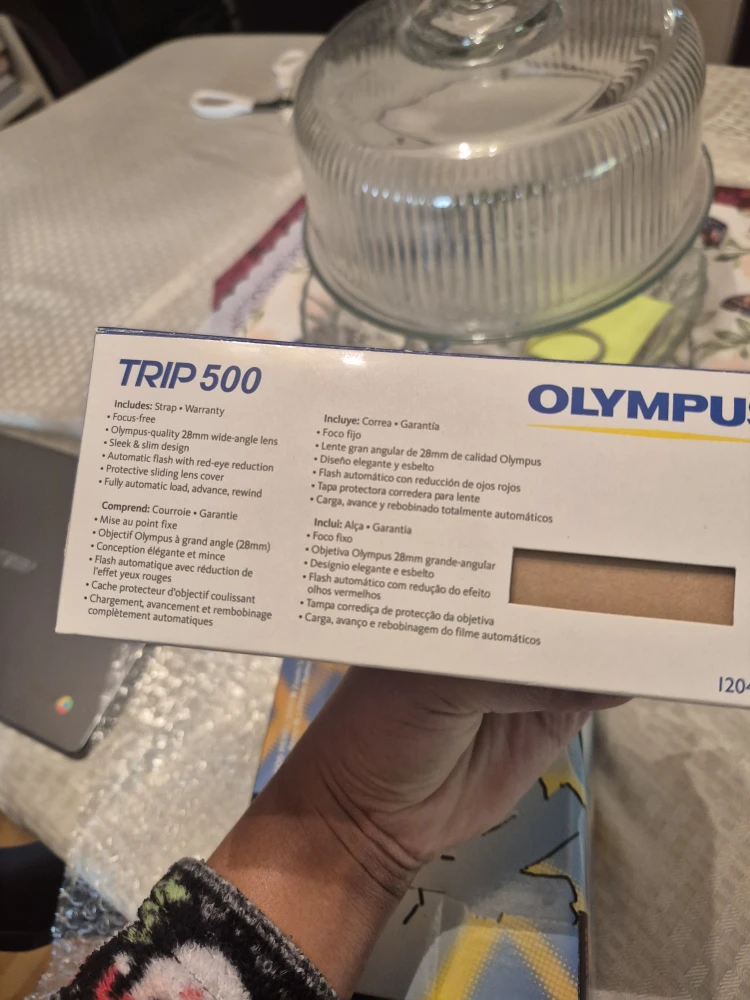 TRIP 500
Includes: Strap • Warranty
• Focus-free
• Olympus-quality 28mm wide-angle lens
• Sleek & slim design
• Automatic flash with red-eye reduction
• Protective sliding lens cover
• Fully automatic load, advance, rewind
Comprend: Courroie • Garantie
• Mise au point fixe
• Objectif Olympus à grand angle (28mm)
• Conception élégante et mince
• Flash automatique avec réduction de
l'effet yeux rouges
• Cache protecteur d'objectif coulissant
• Chargement, avancement et rembobinage
complètement automatiques
Incluye: Correa • Garantía
• Foco fijo
• Lente gran angular de 28mm de calidad Olympus
• Diseño elegante y esbelto
• Flash automático con reducción de ojos rojos
• Tapa protectora corredera para lente
• Carga, avance y rebobinado totalmente automáticos
Inclui: Alça • Garantia
• Foco fixo
• Objetiva Olympus 28mm grande-angular
• Designio elegante e esbelto
• Flash automático com redução do efeito
olhos vermelhos
• Tampa corrediça de protecção da objetiva
• Carga, avanço e rebobinagem do filme automáticos
OLYMPUS
1204